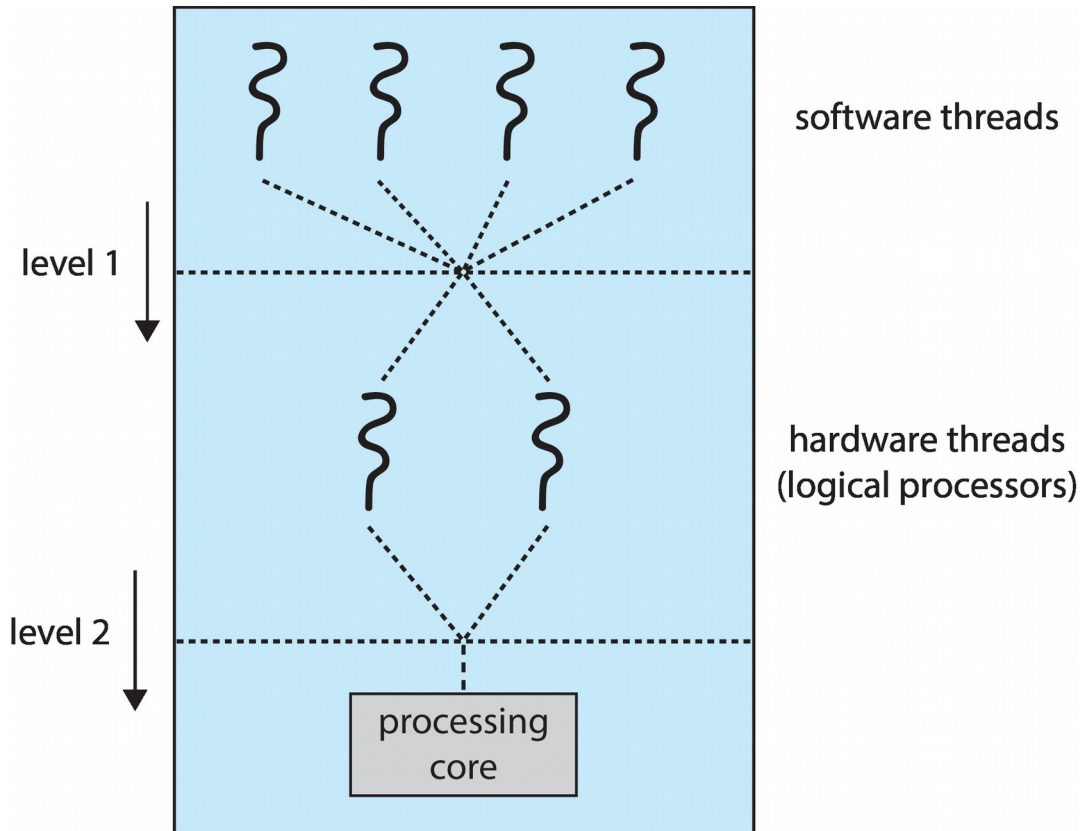 software threads
level 1
hardware threads
(logical processors)
level 2
processing
core